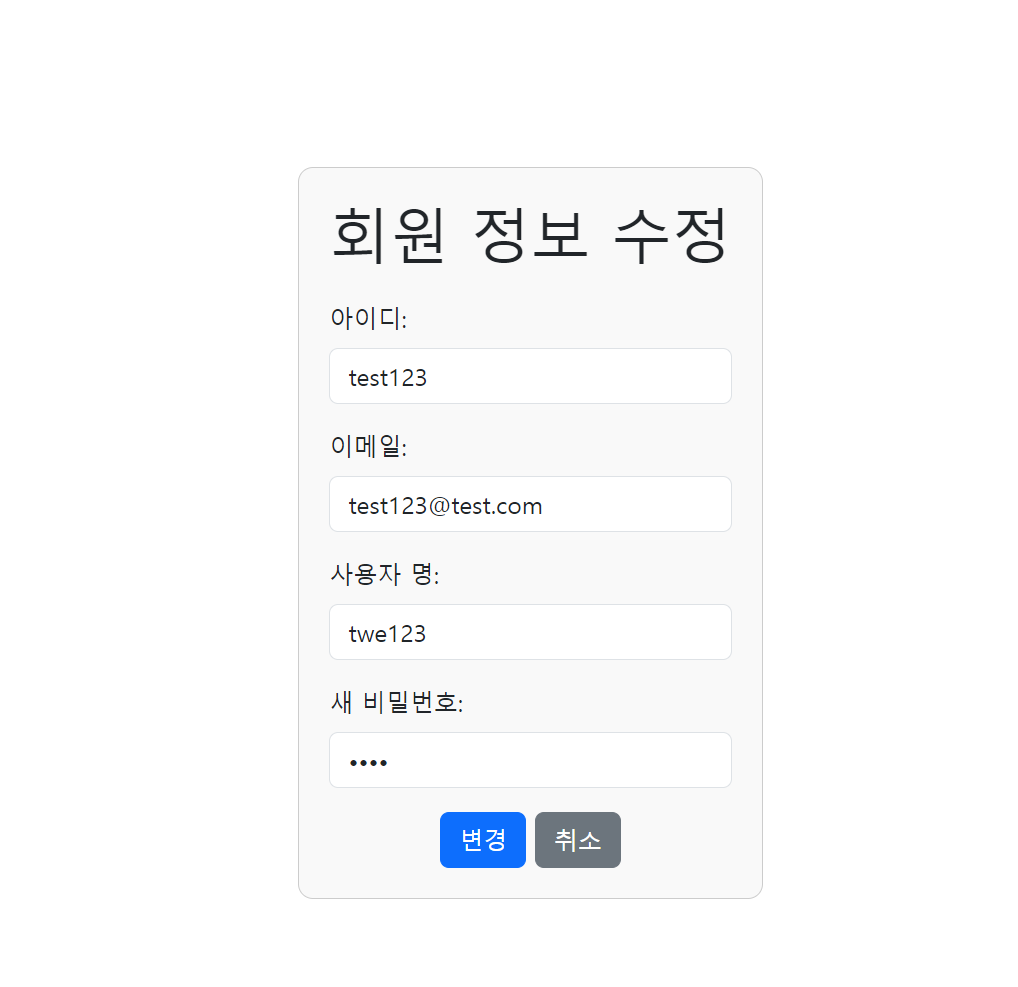 회원 정보 수정
아이디:
test123
이메일:
test123@test.com
사용자 명:
twe123
새 비밀번호:
••••
변경 취소